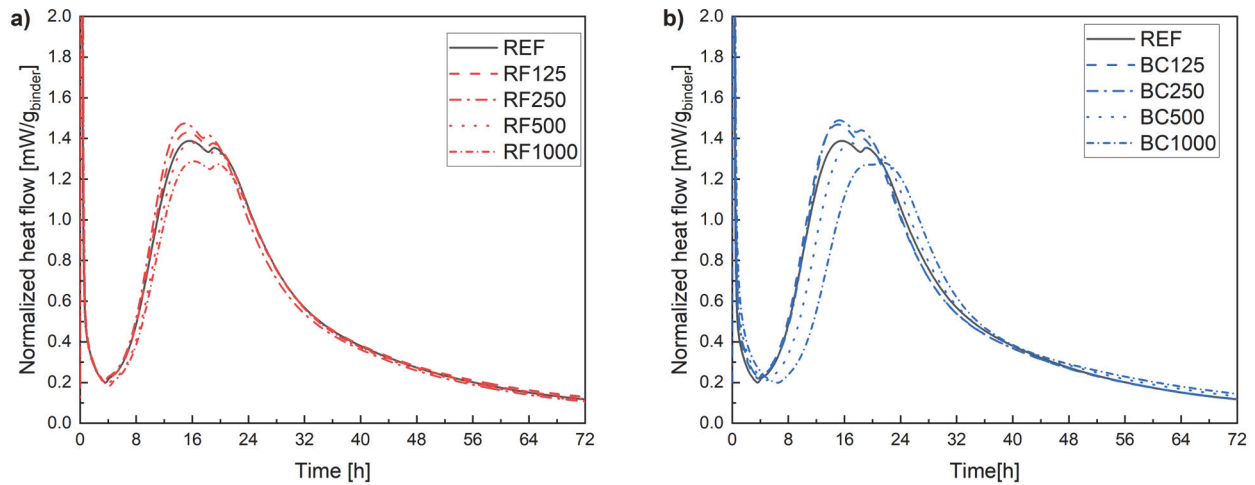 a)
Normalized heat flow [mW/gbinder]
2.0
1.8
1.6
1.4
1.2
1.0
0.8
0.6
0.4
0.2
0.0
REF
RF125
RF250
RF500
RF1000
0 8 16 24 32 40 48 56 64 72
Time [h]
b)
Normalized heat flow [mW/gbinder]
2.0
1.8
1.6
1.4
1.2
1.0
0.8
0.6
0.4
0.2
0.0
REF
BC125
BC250
BC500
BC1000
0 8 16 24 32 40 48 56 64 72
Time[h]